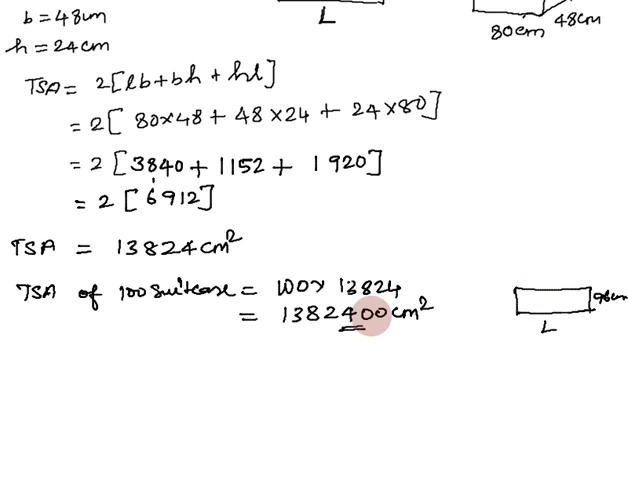 b = 48cm
L
80cm
48cm
h = 24cm
TSA = 2[lb+bh + hl]
= 2[ 80×48 + 48×24 + 24×80]
= 2 [3840 + 1152 + 1920]
= 2 [6912]
TSA = 13824cm²
TSA of 100 Suitcase = 100× 13824
= 1382400cm²
96cm
L